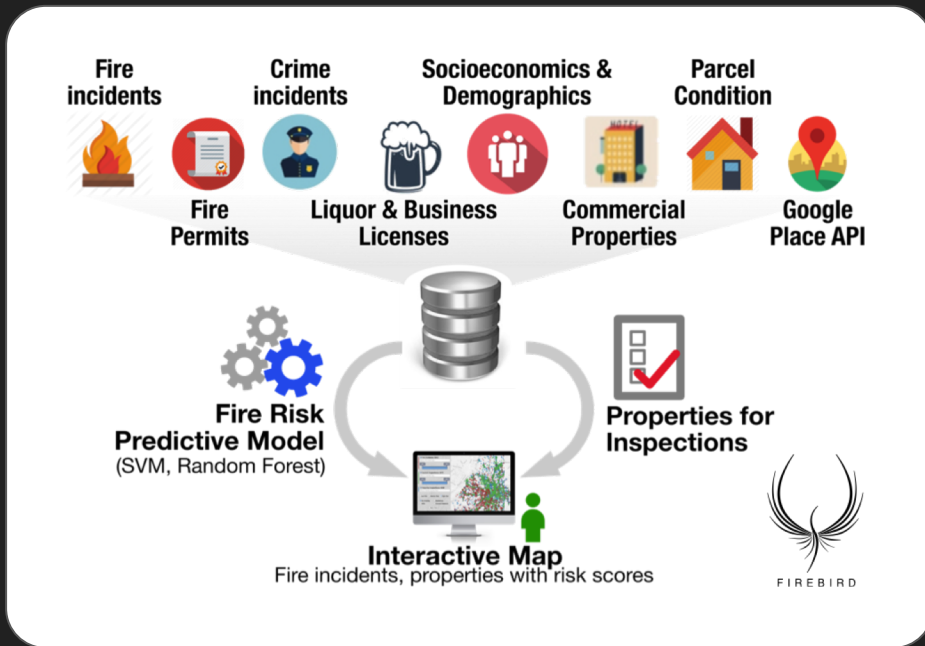 Fire
incidents
Crime
incidents
Socioeconomics &
Demographics
Parcel
Condition
HOTEL
Fire
Permits
Liquor & Business
Licenses
Commercial
Properties
Google
Place API
Fire Risk
Predictive Model
(SVM, Random Forest)
Properties for
Inspections
Interactive Map
Fire incidents, properties with risk scores
FIREBIRD